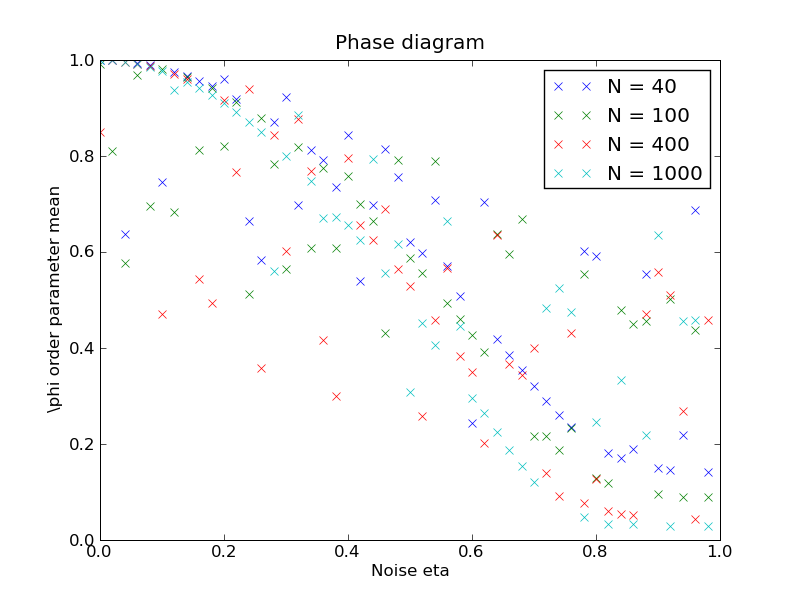 Phase diagram
N = 40
N = 100
N = 400
N = 1000
1.0
0.8
0.6
0.4
0.2
0.0
\phi order parameter mean
0.0 0.2 0.4 0.6 0.8 1.0
Noise eta